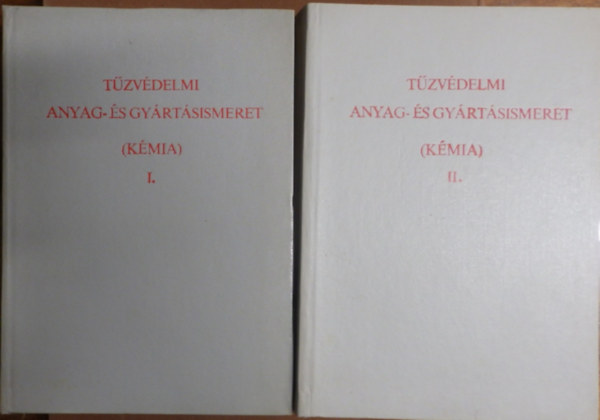 TŰZVÉDELMI
ANYAG- ÉS GYÁRTÁSISMERET
(KÉMIA)
I.
TŰZVÉDELMI
ANYAG- ÉS GYÁRTÁSISMERET
(KÉMIA)
II.